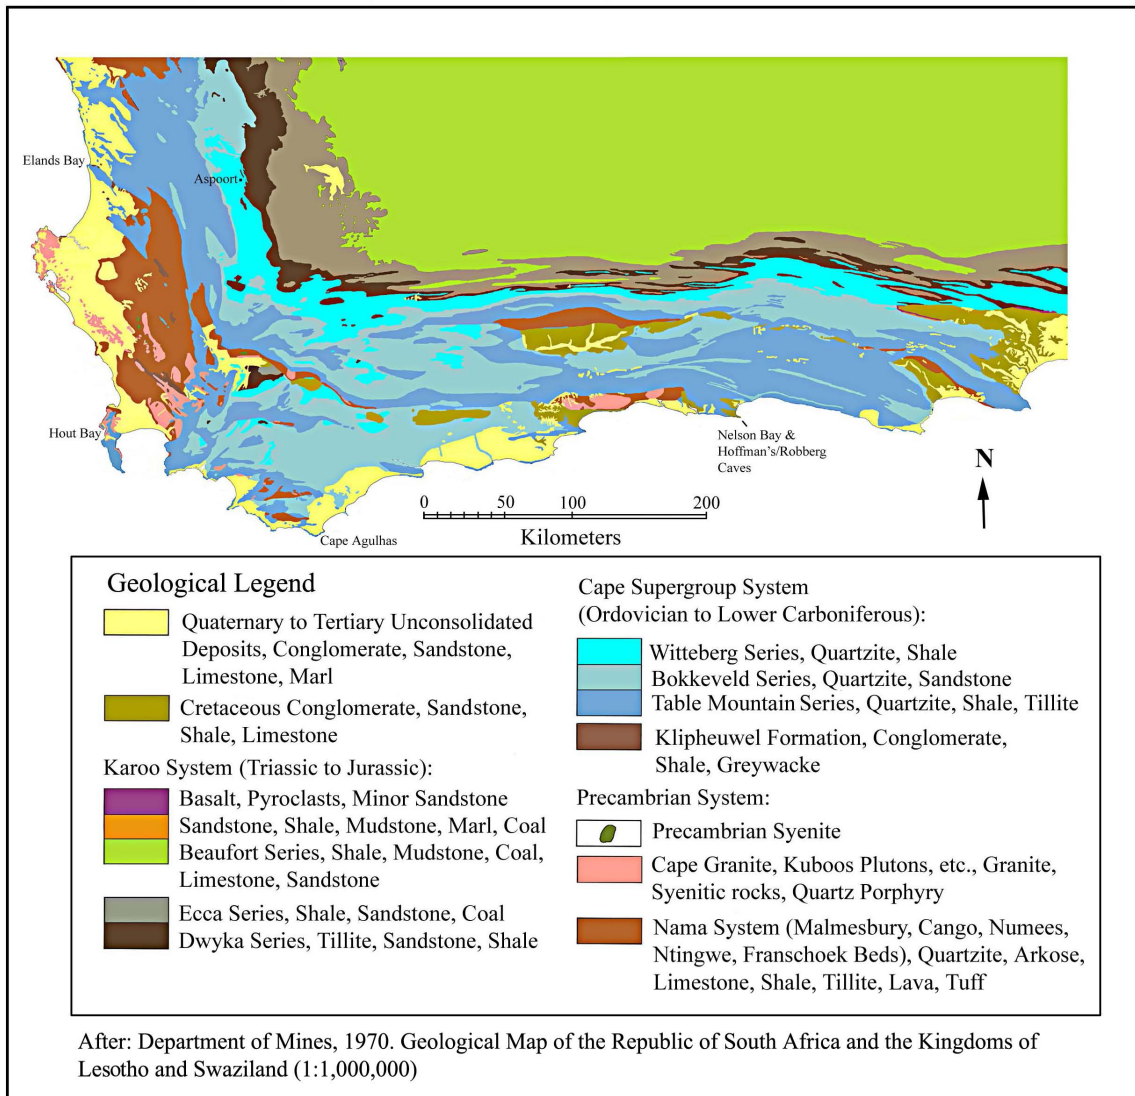 Elands Bay
Aspoort
Hout Bay
Nelson Bay &
Hoffman's/Robberg
Caves
N
0 50 100 200
Kilometers
Cape Agulhas
Geological Legend
Quaternary to Tertiary Unconsolidated
Deposits, Conglomerate, Sandstone,
Limestone, Marl
Cretaceous Conglomerate, Sandstone,
Shale, Limestone
Karoo System (Triassic to Jurassic):
Basalt, Pyroclasts, Minor Sandstone
Sandstone, Shale, Mudstone, Marl, Coal
Beaufort Series, Shale, Mudstone, Coal,
Limestone, Sandstone
Ecca Series, Shale, Sandstone, Coal
Dwyka Series, Tillite, Sandstone, Shale
Cape Supergroup System
(Ordovician to Lower Carboniferous):
Witteberg Series, Quartzite, Shale
Bokkeveld Series, Quartzite, Sandstone
Table Mountain Series, Quartzite, Shale, Tillite
Klipheuwel Formation, Conglomerate,
Shale, Greywacke
Precambrian System:
Precambrian Syenite
Cape Granite, Kuboos Plutons, etc., Granite,
Syenitic rocks, Quartz Porphyry
Nama System (Malmesbury, Cango, Numees,
Ntingwe, Franschoek Beds), Quartzite, Arkose,
Limestone, Shale, Tillite, Lava, Tuff
After: Department of Mines, 1970. Geological Map of the Republic of South Africa and the Kingdoms of
Lesotho and Swaziland (1:1,000,000)